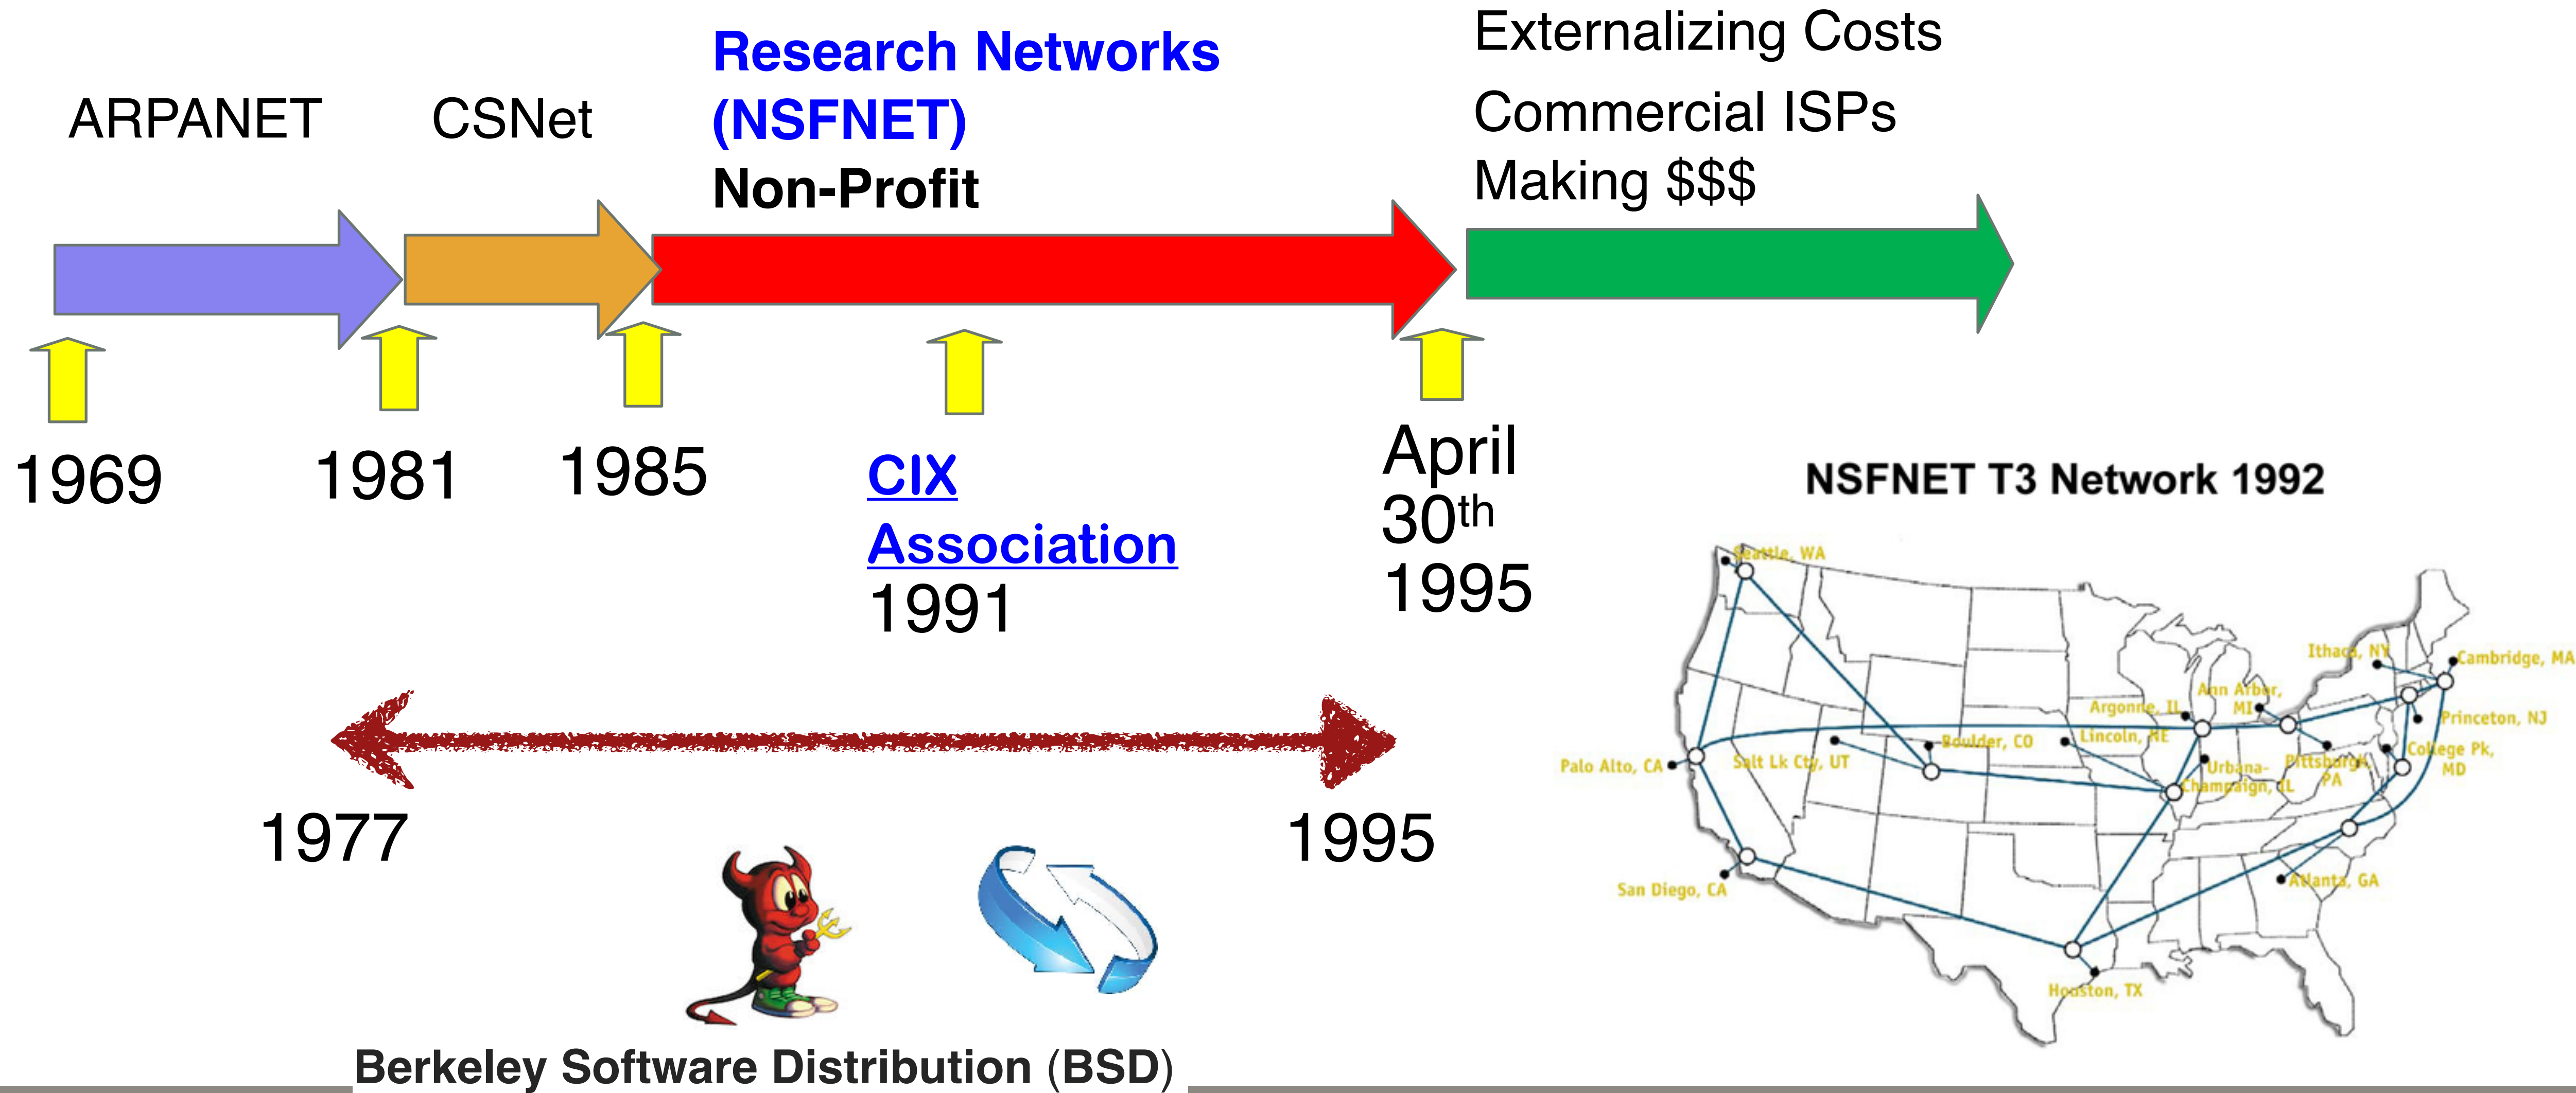 ARPANET
CSNet
Research Networks
(NSFNET)
Non-Profit
Externalizing Costs
Commercial ISPs
Making $$$
1969
1981
1985
CIX
Association
1991
April
30th
1995
1977
1995
Berkeley Software Distribution (BSD)
NSFNET T3 Network 1992
Seattle, WA
Ithaca, NY
Cambridge, MA
Ann Arbor,
MI
Argonne, IL
Princeton, NJ
Boulder, CO
Lincoln, NE
College Pk,
MD
Palo Alto, CA
Salt Lk Cty, UT
Urbana-
Champaign, IL
Pittsburgh,
PA
San Diego, CA
Atlanta, GA
Houston, TX